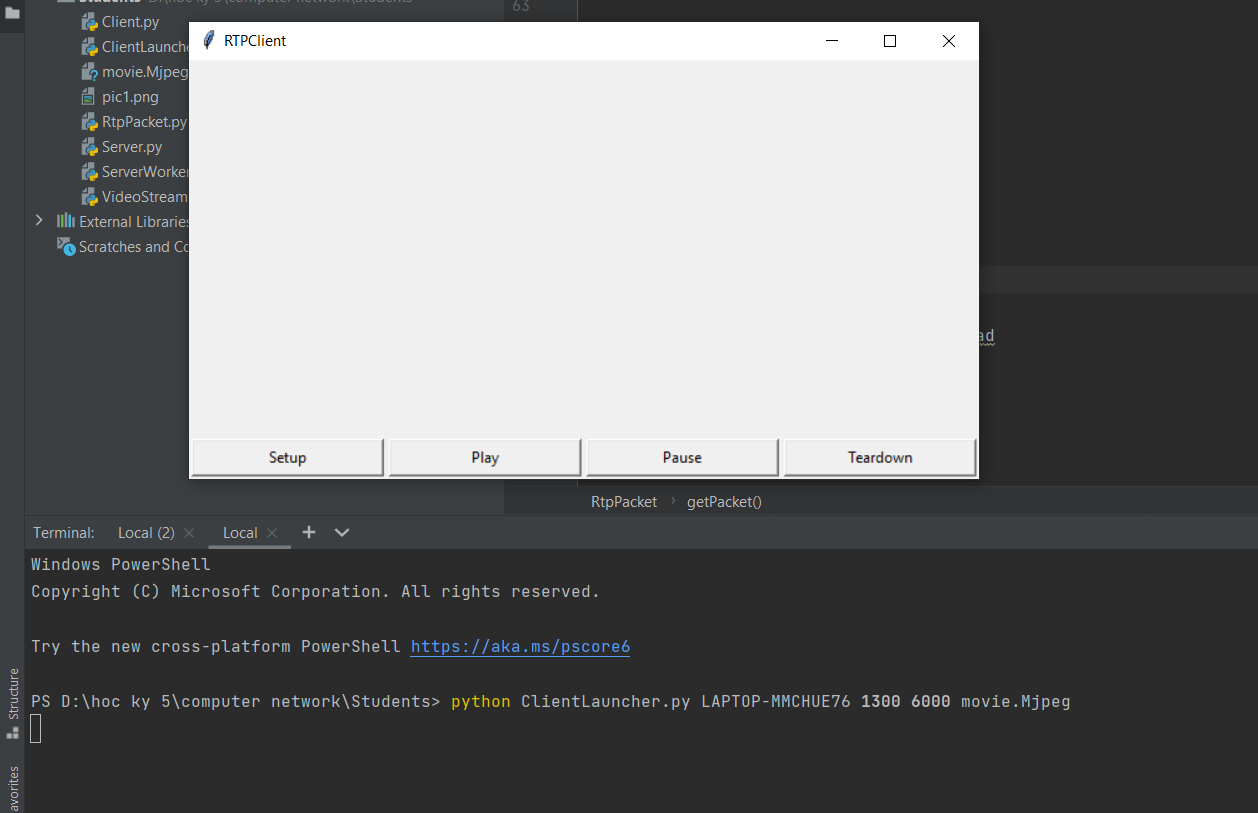 Students D:\hoc ky 5\computer network\Students
63
Client.py
RTPClient
movie.Mjpeg
pic1.png
RtpPacket.py
Server.py
ServerWorker
VideoStream
External Libraries
Scratches and Co
Setup
Play
Pause
Teardown
RtpPacket
getPacket()
Terminal:
Local (2)
Local
Windows PowerShell
Copyright (C) Microsoft Corporation. All rights reserved.
Try the new cross-platform PowerShell https://aka.ms/pscore6
PS D:\hoc ky 5\computer network\Students> python ClientLauncher.py LAPTOP-MMCHUE76 1300 6000 movie.Mjpeg
Structure
avorites